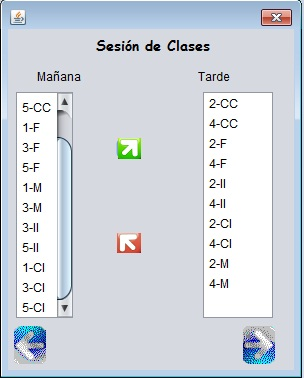 Sesión de Clases
Mañana
5-CC
1-F
3-F
5-F
1-M
3-M
3-II
5-II
1-CI
3-CI
5-CI
Tarde
2-CC
4-CC
2-F
4-F
2-II
4-II
2-CI
4-CI
2-M
4-M